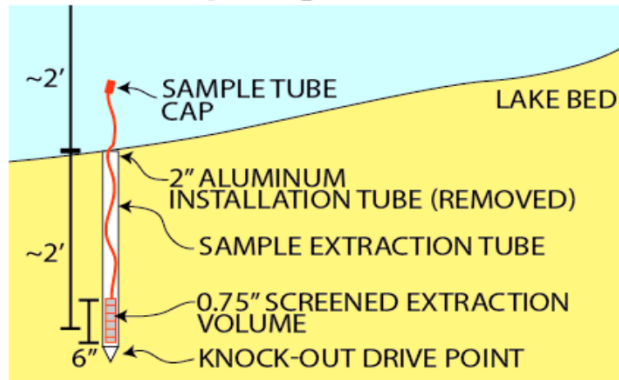 ~2’
SAMPLE TUBE
CAP
LAKE BED
2” ALUMINUM
INSTALLATION TUBE (REMOVED)
~2’
SAMPLE EXTRACTION TUBE
0.75” SCREENED EXTRACTION
VOLUME
6”
KNOCK-OUT DRIVE POINT